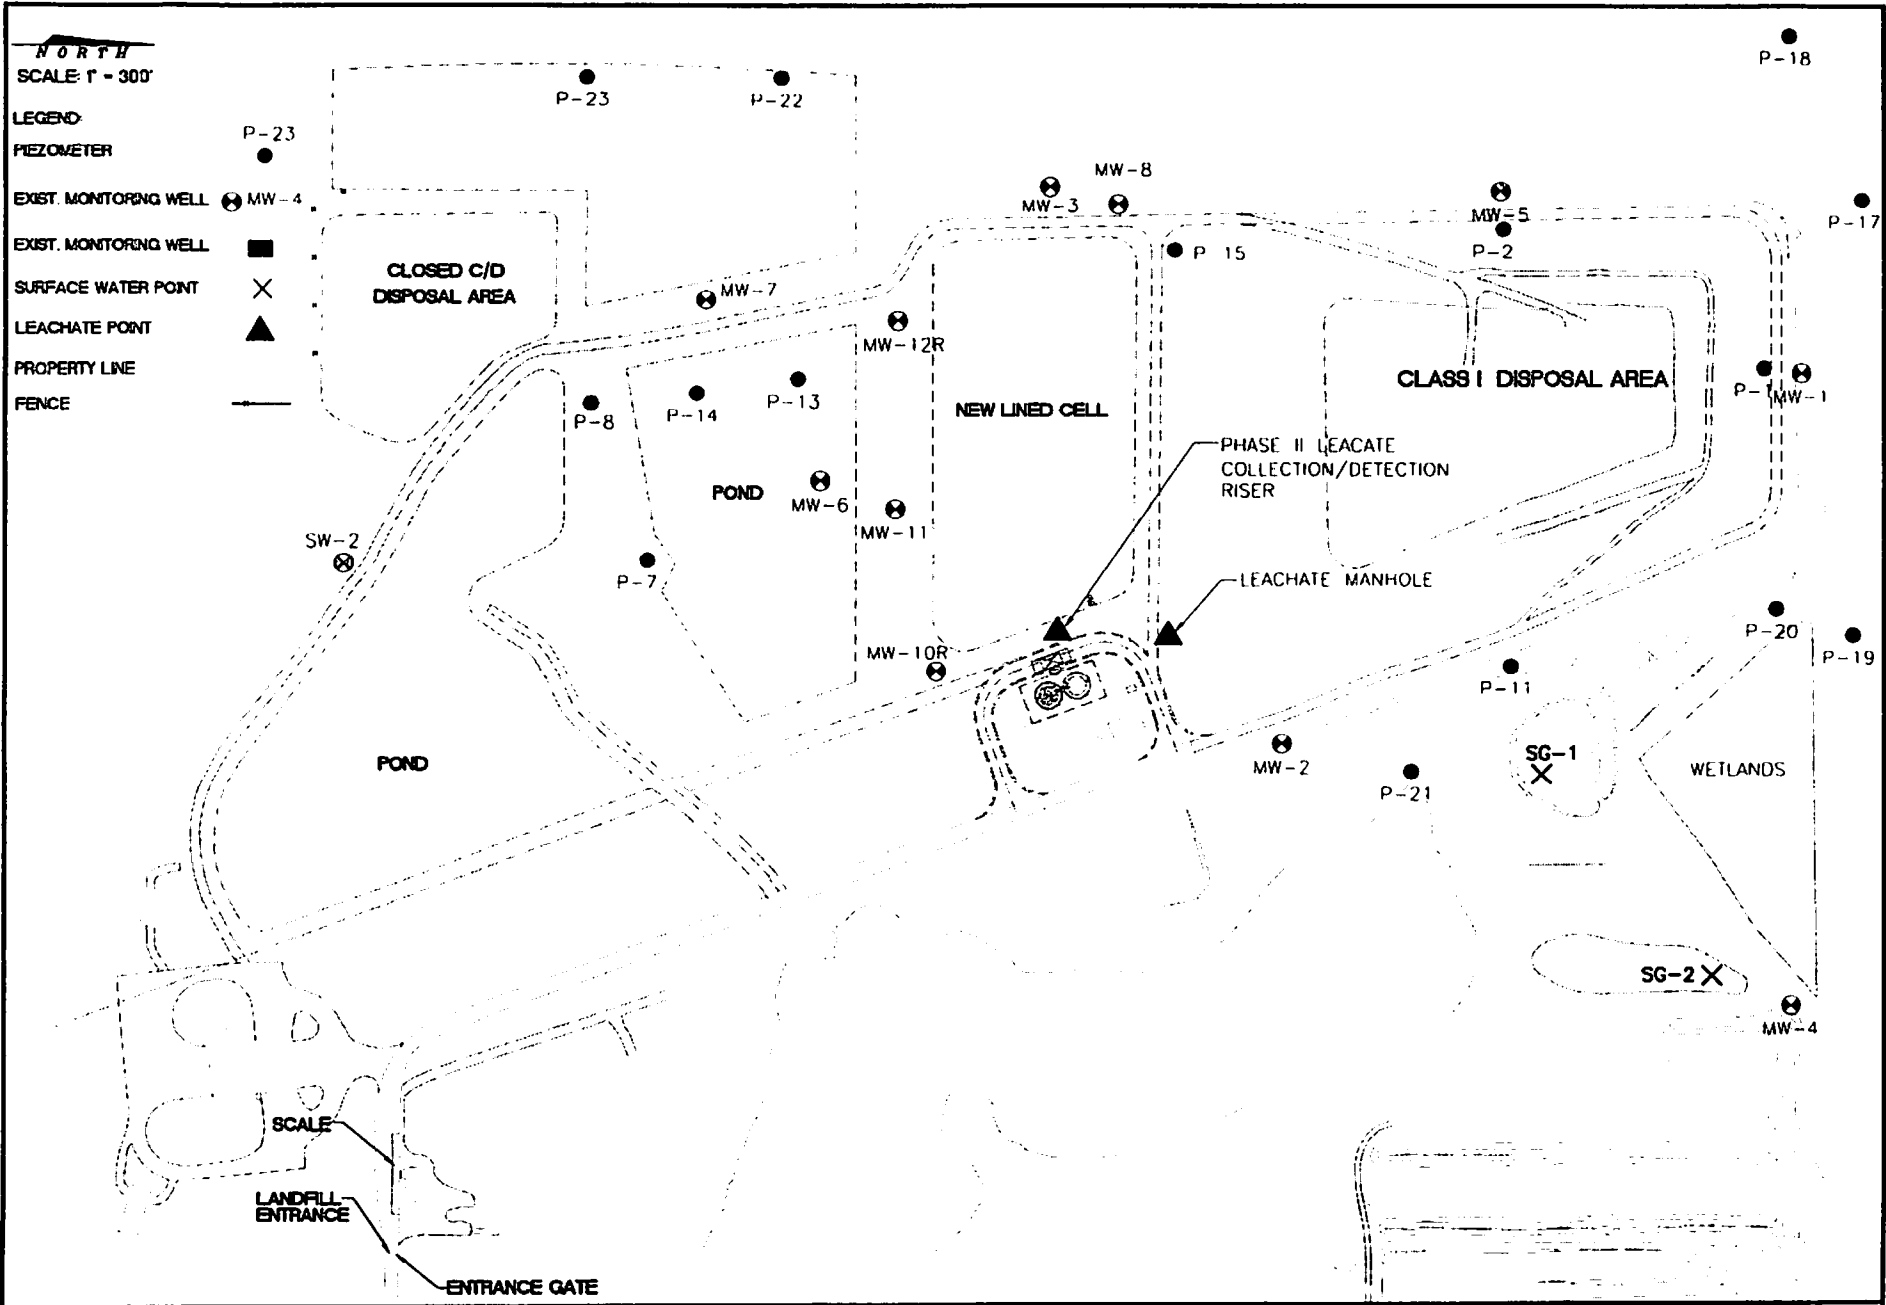 NORTH
SCALE: 1" = 300'
LEGEND:
P-23
PIEZOMETER
EXIST. MONITORING WELL MW-4
EXIST. MONITORING WELL
SURFACE WATER POINT
LEACHATE POINT
PROPERTY LINE
FENCE
P-18
P-23
P-22
MW-8
MW-3
MW-5
P-17
P-2
P 15
CLOSED C/D
DISPOSAL AREA
MW-7
MW-12R
P-1
MW-1
CLASS I DISPOSAL AREA
P-13
P-14
P-8
NEW LINED CELL
PHASE II LEACATE
COLLECTION/DETECTION
RISER
POND
MW-6
MW-11
SW-2
P-7
LEACHATE MANHOLE
P-20
P-19
MW-10R
P-11
POND
MW-2
SG-1
WETLANDS
P-21
SG-2
MW-4
SCALE
LANDFILL
ENTRANCE
ENTRANCE GATE